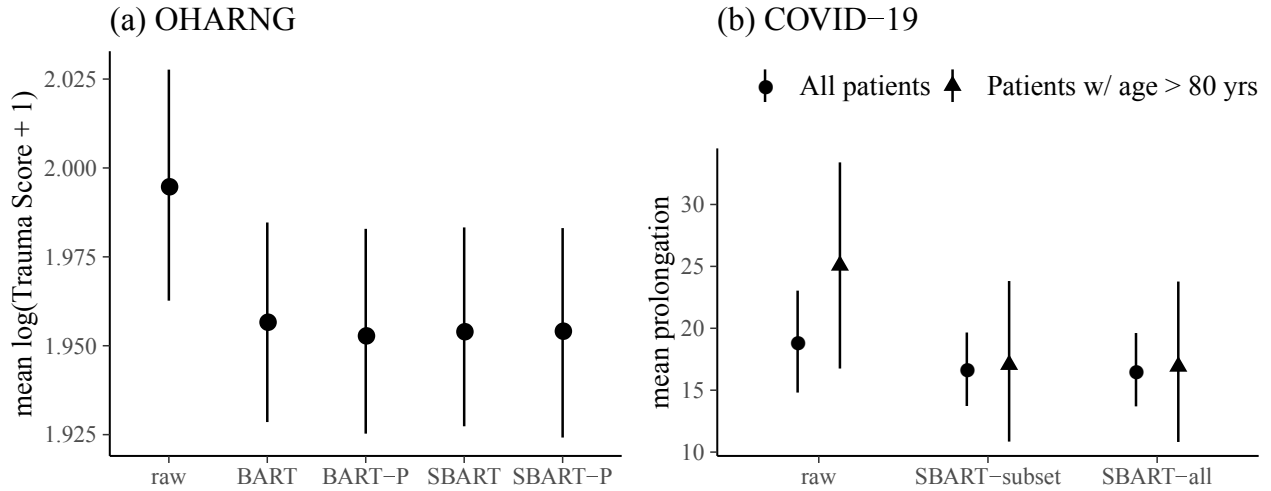 (a) OHARNG
mean log(Trauma Score + 1)
2.025
2.000
1.975
1.950
1.925
raw BART BART−P SBART SBART−P
(b) COVID−19
All patients Patients w/ age > 80 yrs
mean prolongation
30
25
20
15
10
raw SBART−subset SBART−all